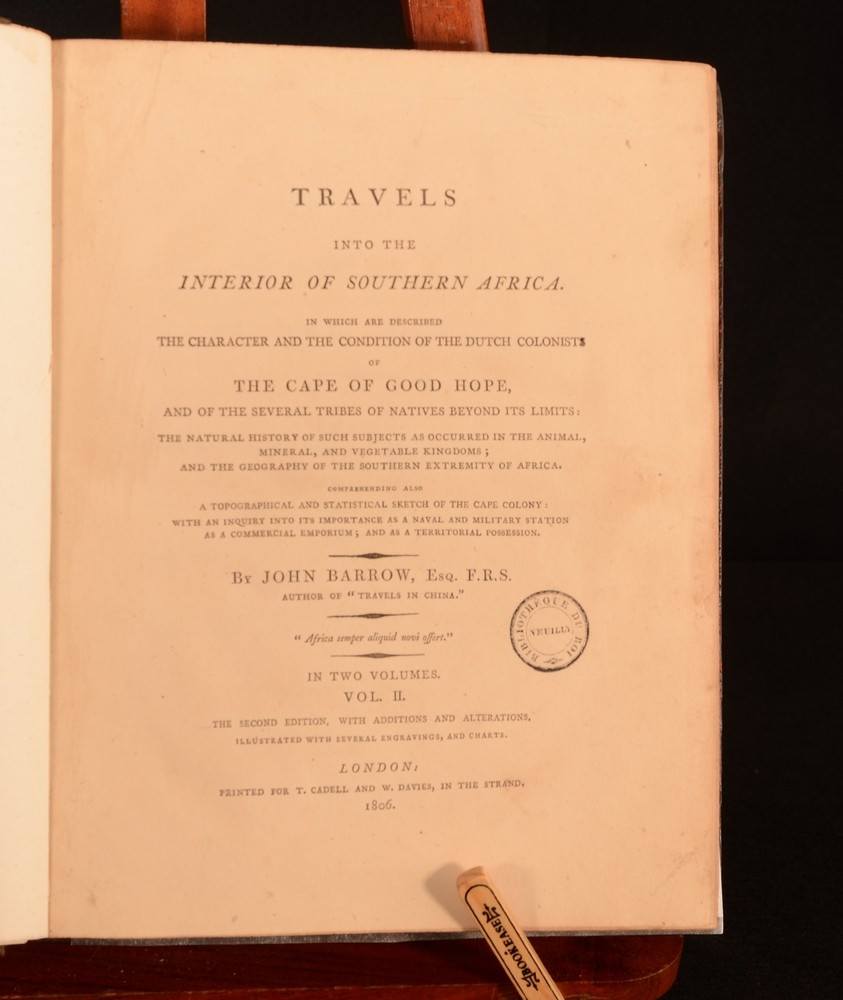 TRAVELS
INTO THE
INTERIOR OF SOUTHERN AFRICA.
IN WHICH ARE DESCRIBED
THE CHARACTER AND THE CONDITION OF THE DUTCH COLONISTS
OF
THE CAPE OF GOOD HOPE,
AND OF THE SEVERAL TRIBES OF NATIVES BEYOND ITS LIMITS:
THE NATURAL HISTORY OF SUCH SUBJECTS AS OCCURRED IN THE ANIMAL,
MINERAL, AND VEGETABLE KINGDOMS;
AND THE GEOGRAPHY OF THE SOUTHERN EXTREMITY OF AFRICA.
COMPREHENDING ALSO
A TOPOGRAPHICAL AND STATISTICAL SKETCH OF THE CAPE COLONY:
WITH AN INQUIRY INTO ITS IMPORTANCE AS A NAVAL AND MILITARY STATION
AS A COMMERCIAL EMPORIUM; AND AS A TERRITORIAL POSSESSION.
By JOHN BARROW, Esq. F.R.S.
AUTHOR OF "TRAVELS IN CHINA."
"Africa semper aliquid novi offert."
IN TWO VOLUMES.
VOL. II.
THE SECOND EDITION, WITH ADDITIONS AND ALTERATIONS,
ILLUSTRATED WITH SEVERAL ENGRAVINGS, AND CHARTS.
LONDON:
PRINTED FOR T. CADELL AND W. DAVIES, IN THE STRAND.
1806.
BIBLIOTHÈQUE DU ROI
NEUILLY
BOOKEASEL